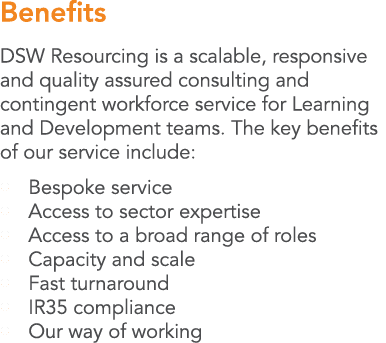 Benefits
DSW Resourcing is a scalable, responsive
and quality assured consulting and
contingent workforce service for Learning
and Development teams. The key benefits
of our service include:
Bespoke service
Access to sector expertise
Access to a broad range of roles
Capacity and scale
Fast turnaround
IR35 compliance
Our way of working